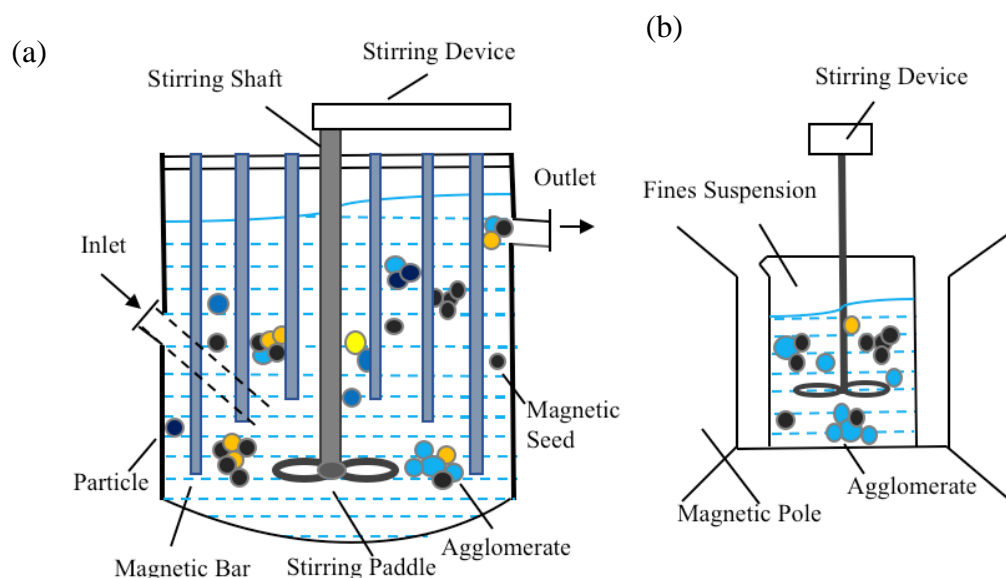 (a)
Stirring Device
Stirring Shaft
Outlet
Inlet
Magnetic
Seed
Particle
Magnetic Bar
Stirring Paddle
Agglomerate
(b)
Stirring Device
Fines Suspension
Agglomerate
Magnetic Pole